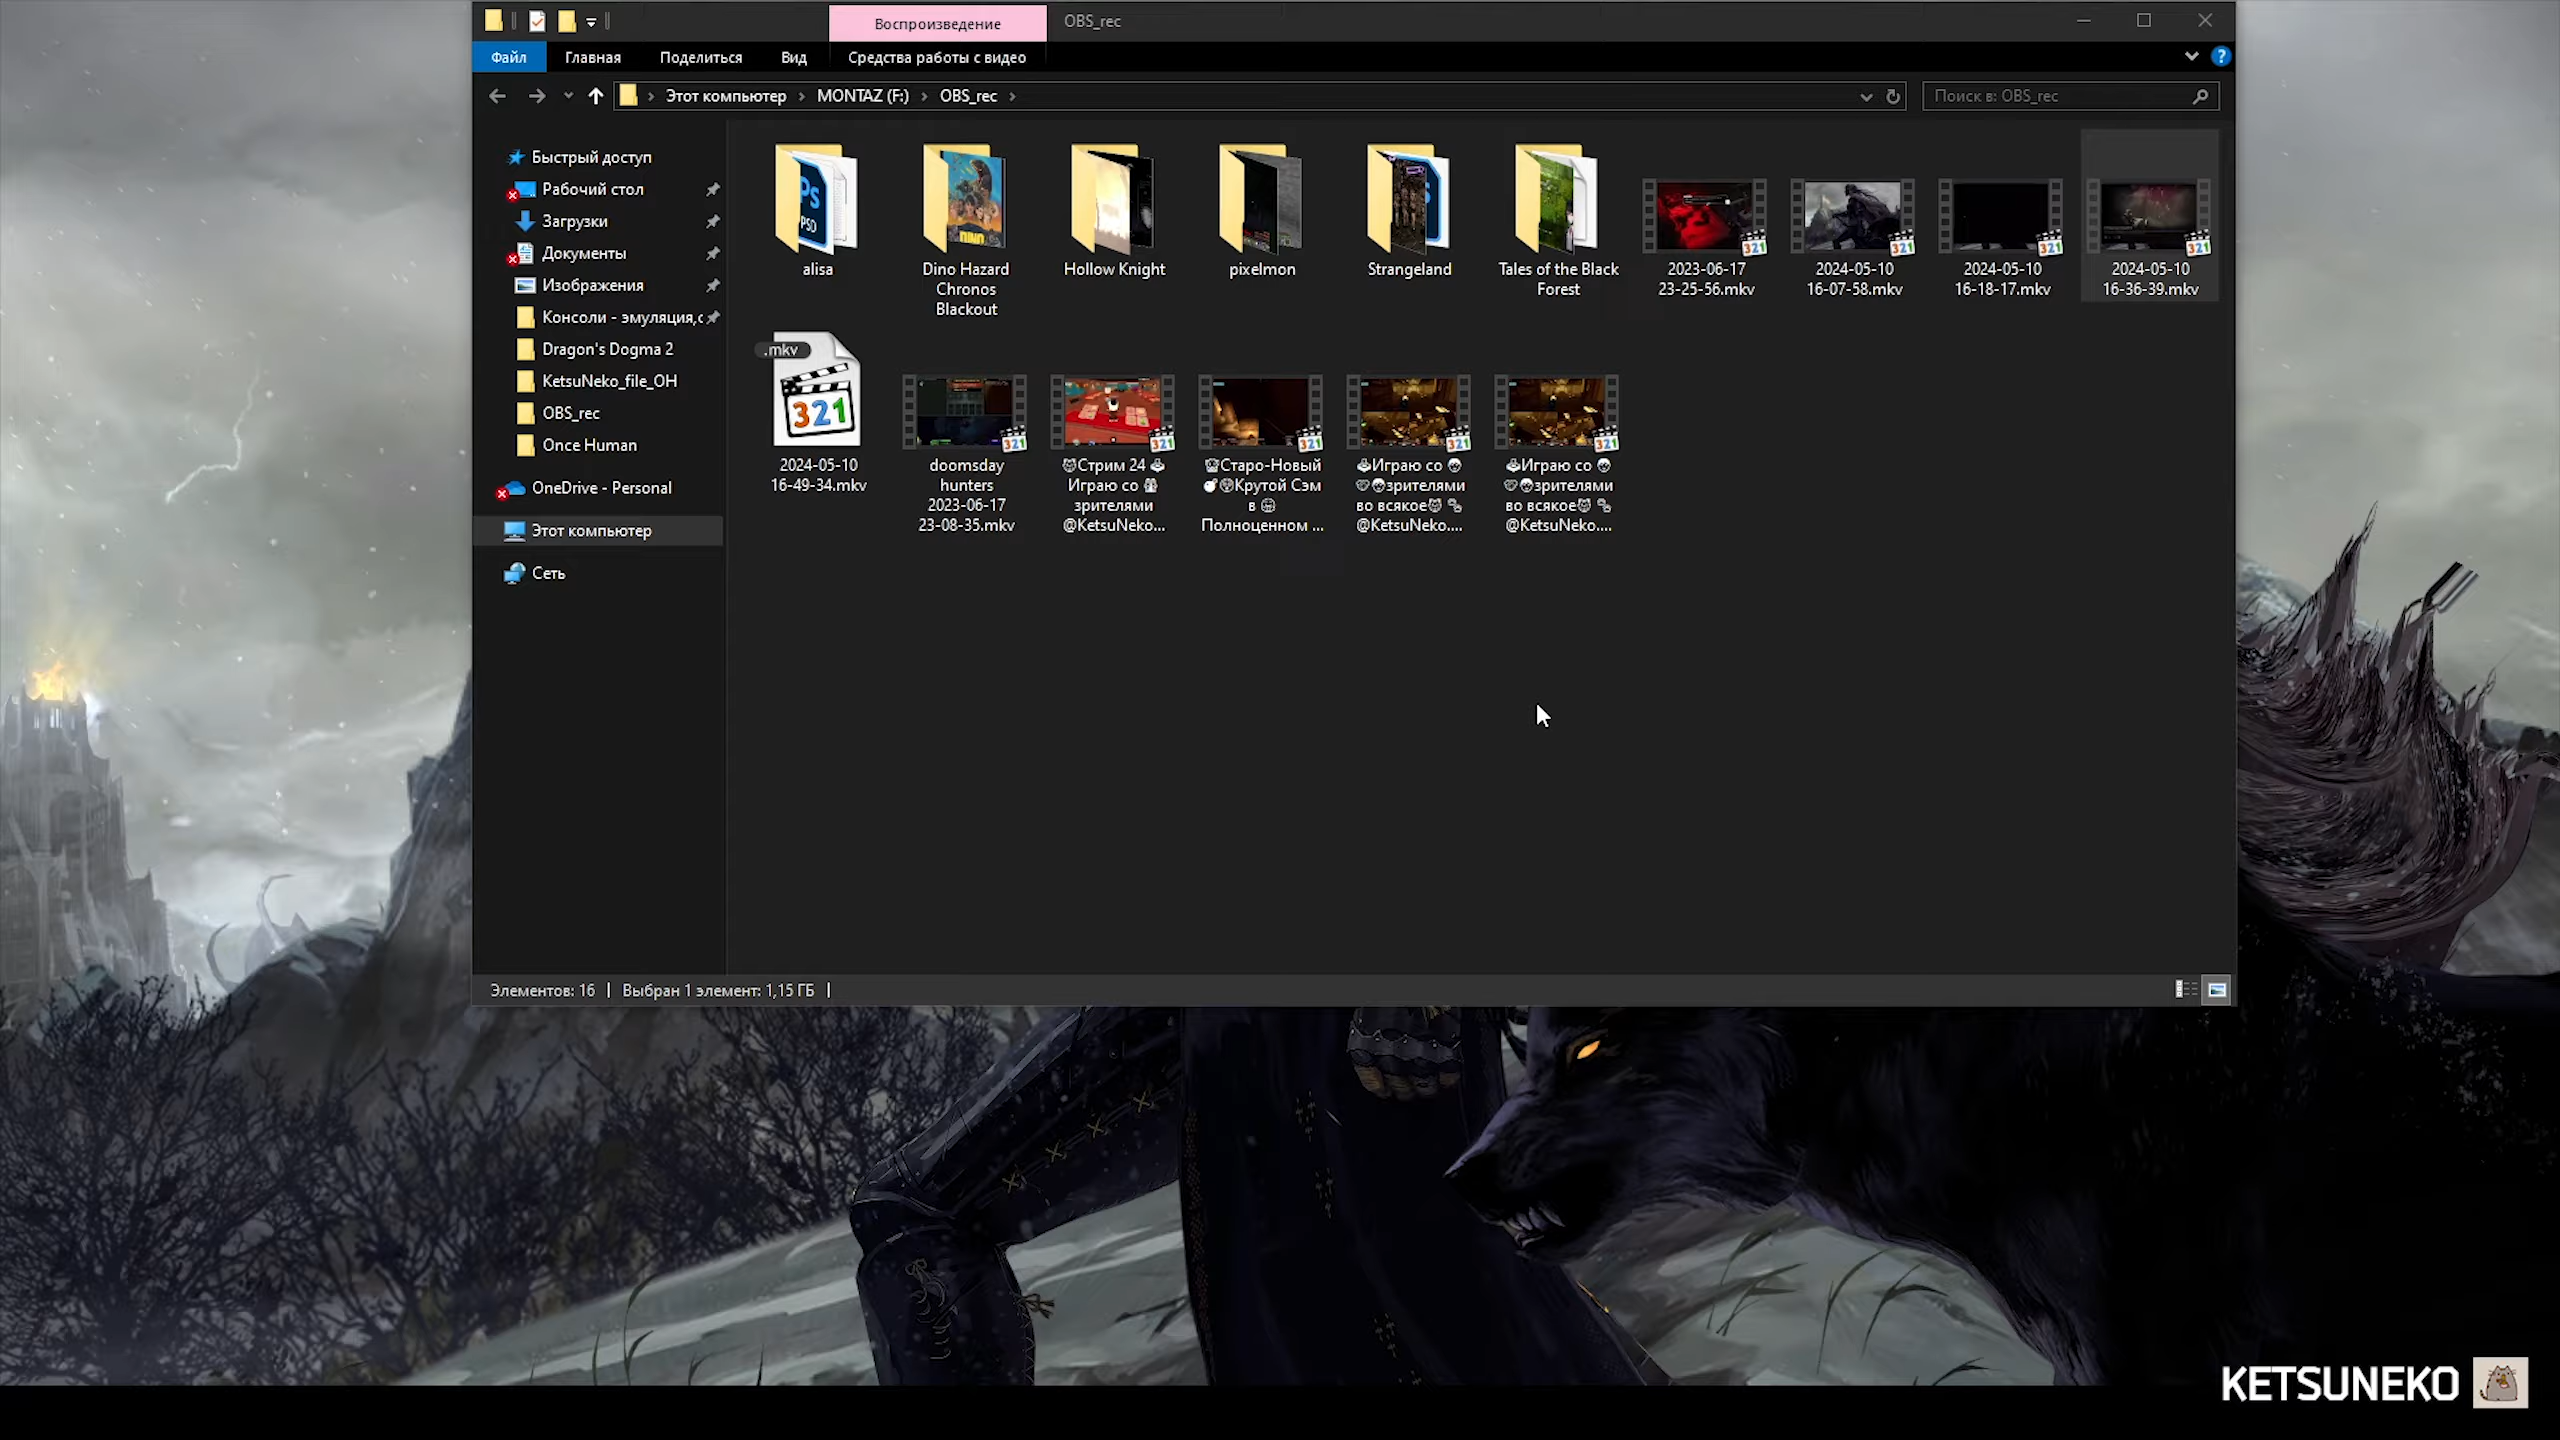 Воспроизведение
OBS_rec
Файл
Главная
Поделиться
Вид
Средства работы с видео
Этот компьютер
MONTAZ (F:)
OBS_rec
Поиск в: OBS_rec
Быстрый доступ
Рабочий стол
Загрузки
Документы
Изображения
Консоли - эмуляция,с
Dragon's Dogma 2
KetsuNeko_file_OH
OBS_rec
Once Human
OneDrive - Personal
Этот компьютер
Сеть
PS
PSD
alisa
DINO
Dino Hazard
Chronos
Blackout
Hollow Knight
pixelmon
Strangeland
Tales of the Black
Forest
2023-06-17
23-25-56.mkv
2024-05-10
16-07-58.mkv
2024-05-10
16-18-17.mkv
2024-05-10
16-36-39.mkv
.mkv
321
2024-05-10
16-49-34.mkv
doomsday
hunters
2023-06-17
23-08-35.mkv
Стрим 24
Играю со
зрителями
@KetsuNeko...
Старо-Новый
Крутой Сэм
в
Полноценном ...
Играю со
зрителями
во всякое
@KetsuNeko....
Играю со
зрителями
во всякое
@KetsuNeko....
Элементов: 16
Выбран 1 элемент: 1,15 ГБ
KETSUNEKO